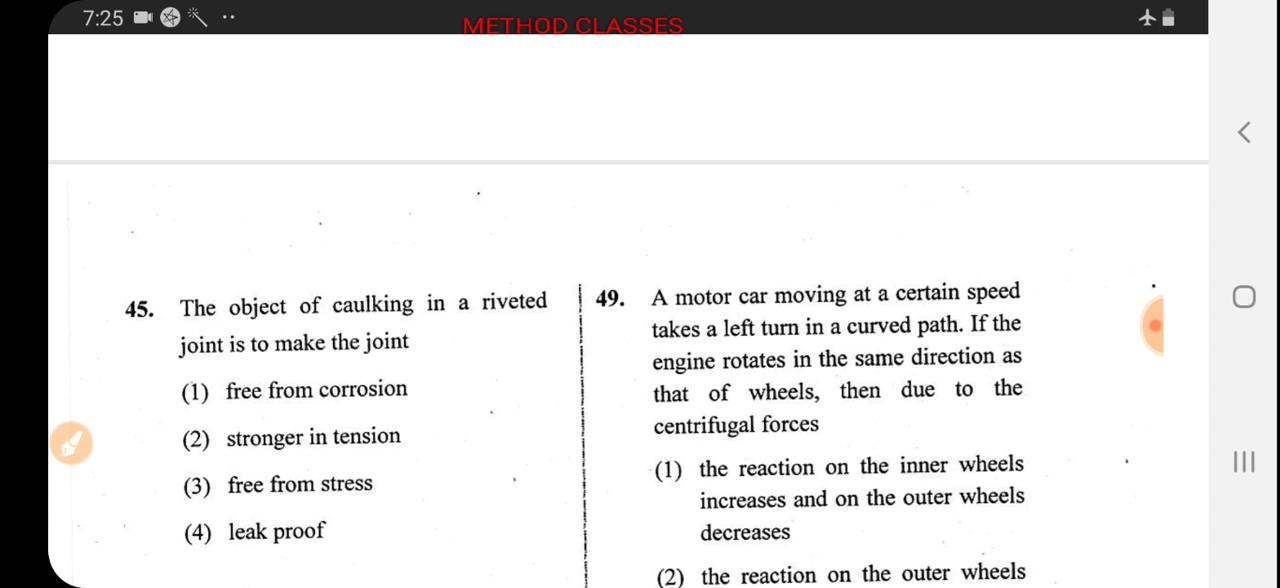 7:25
METHOD CLASSES
45. The object of caulking in a riveted
joint is to make the joint
(1) free from corrosion
(2) stronger in tension
(3) free from stress
(4) leak proof
49. A motor car moving at a certain speed
takes a left turn in a curved path. If the
engine rotates in the same direction as
that of wheels, then due to the
centrifugal forces
(1) the reaction on the inner wheels
increases and on the outer wheels
decreases
(2) the reaction on the outer wheels